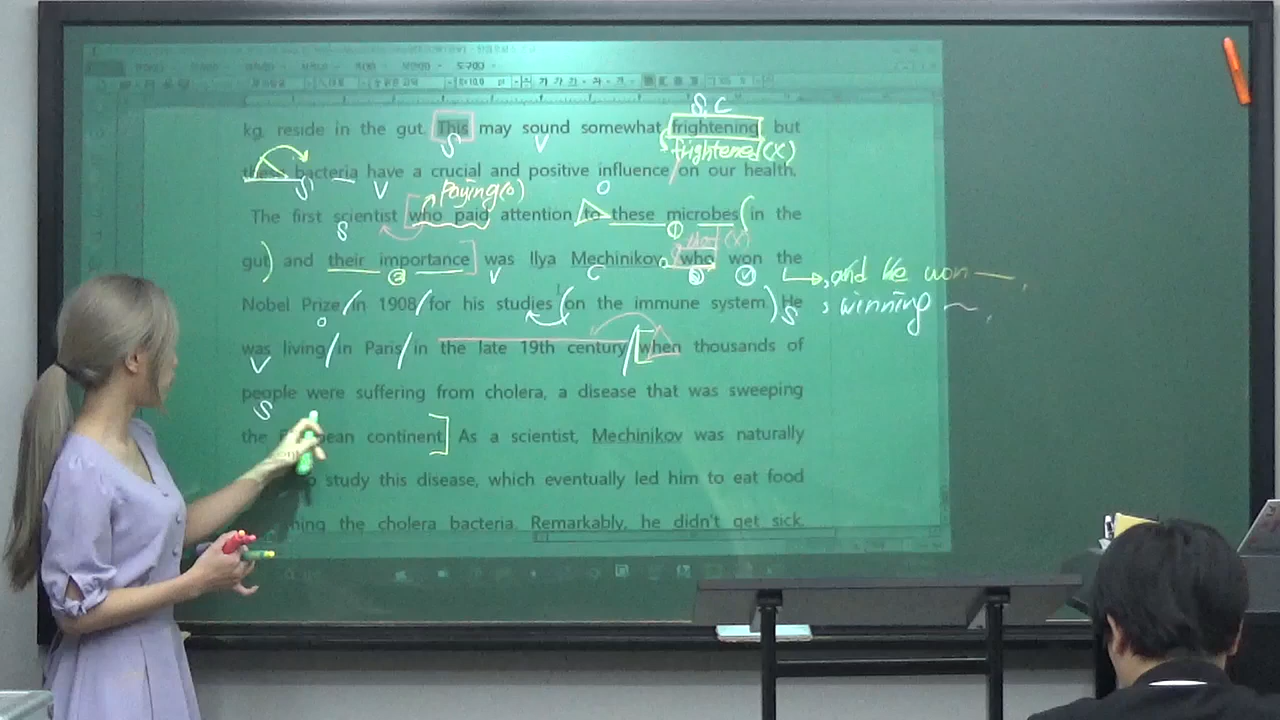 S.C
kg. reside in the gut. This may sound somewhat frightening, but
S V frightened(X)
these bacteria have a crucial and positive influence on our health.
S V paying(o) O
The first scientist who paid attention to these microbes (in the
S ①
gut) and their importance was Ilya Mechinikov, who won the
② V C ⓢ ⓥ , and he won
Nobel Prize in 1908 for his studies (on the immune system.) He
O S , winning ~
was living in Paris in the late 19th century when thousands of
V
people were suffering from cholera, a disease that was sweeping
S
the continent. As a scientist, Mechinikov was naturally
study this disease, which eventually led him to eat food
the cholera bacteria. Remarkably, he didn't get sick.